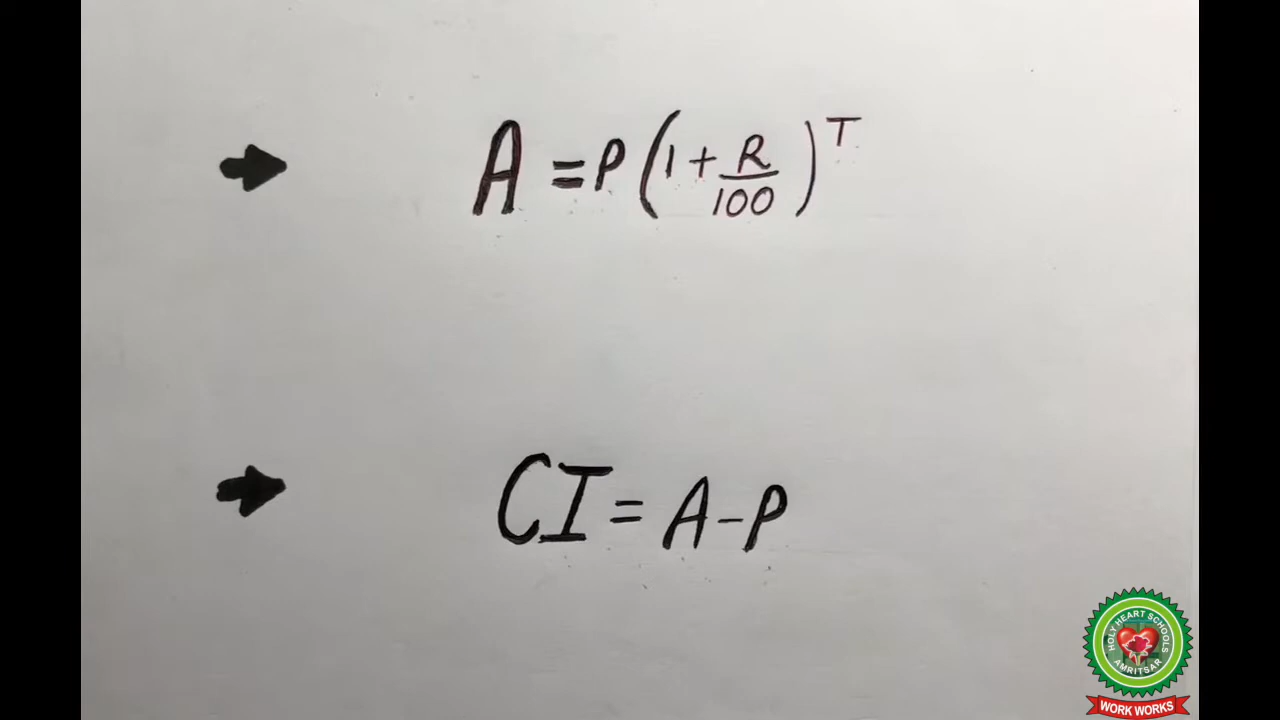 A = P(1 + R/100)^T
CI = A - P
HOLY HEART SCHOOLS
AMRITSAR
WORK WORKS